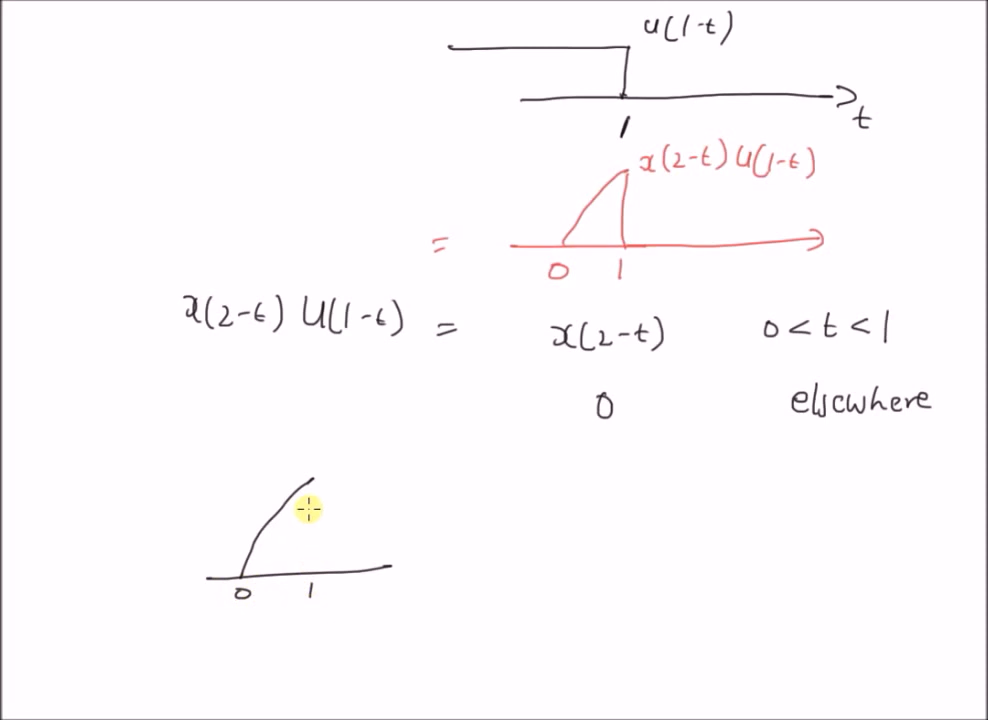 u(1-t)
t
1
x(2-t) u(1-t)
=
0 1
x(2-t) u(1-t) = x(2-t) 0<t<1
0 elsewhere
0 1